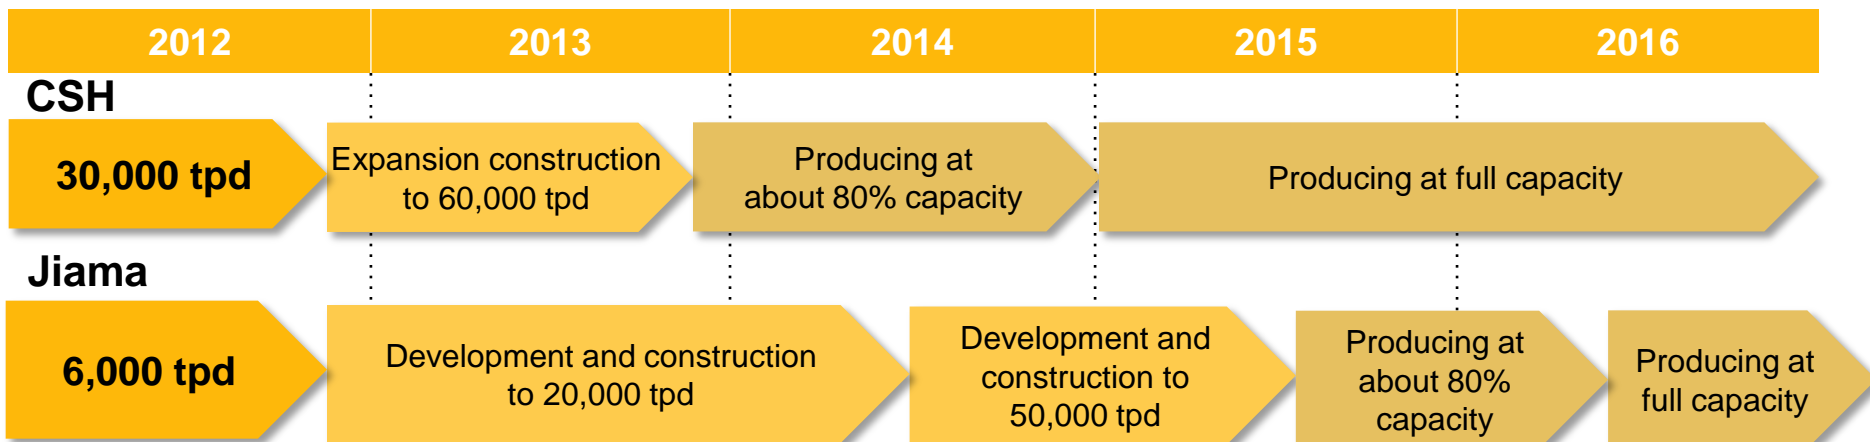 2012 2013 2014 2015 2016
CSH
30,000 tpd
Expansion construction
to 60,000 tpd
Producing at
about 80% capacity
Producing at full capacity
Jiama
6,000 tpd
Development and construction
to 20,000 tpd
Development and
construction to
50,000 tpd
Producing at
about 80%
capacity
Producing at
full capacity